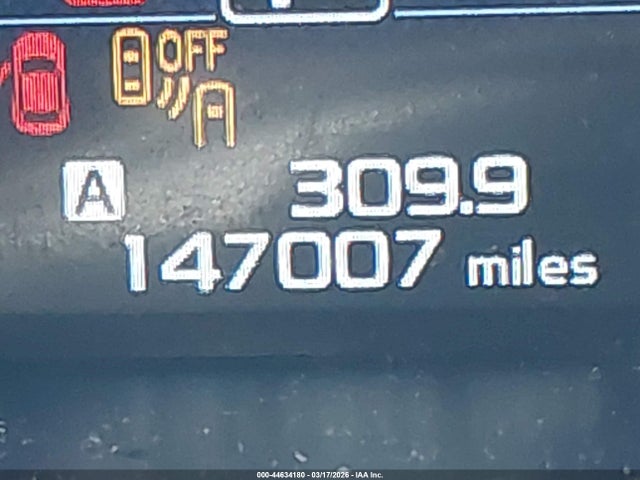 OFF
A 309.9
147007 miles
000-44634180 - 03/17/2026 - IAA Inc.